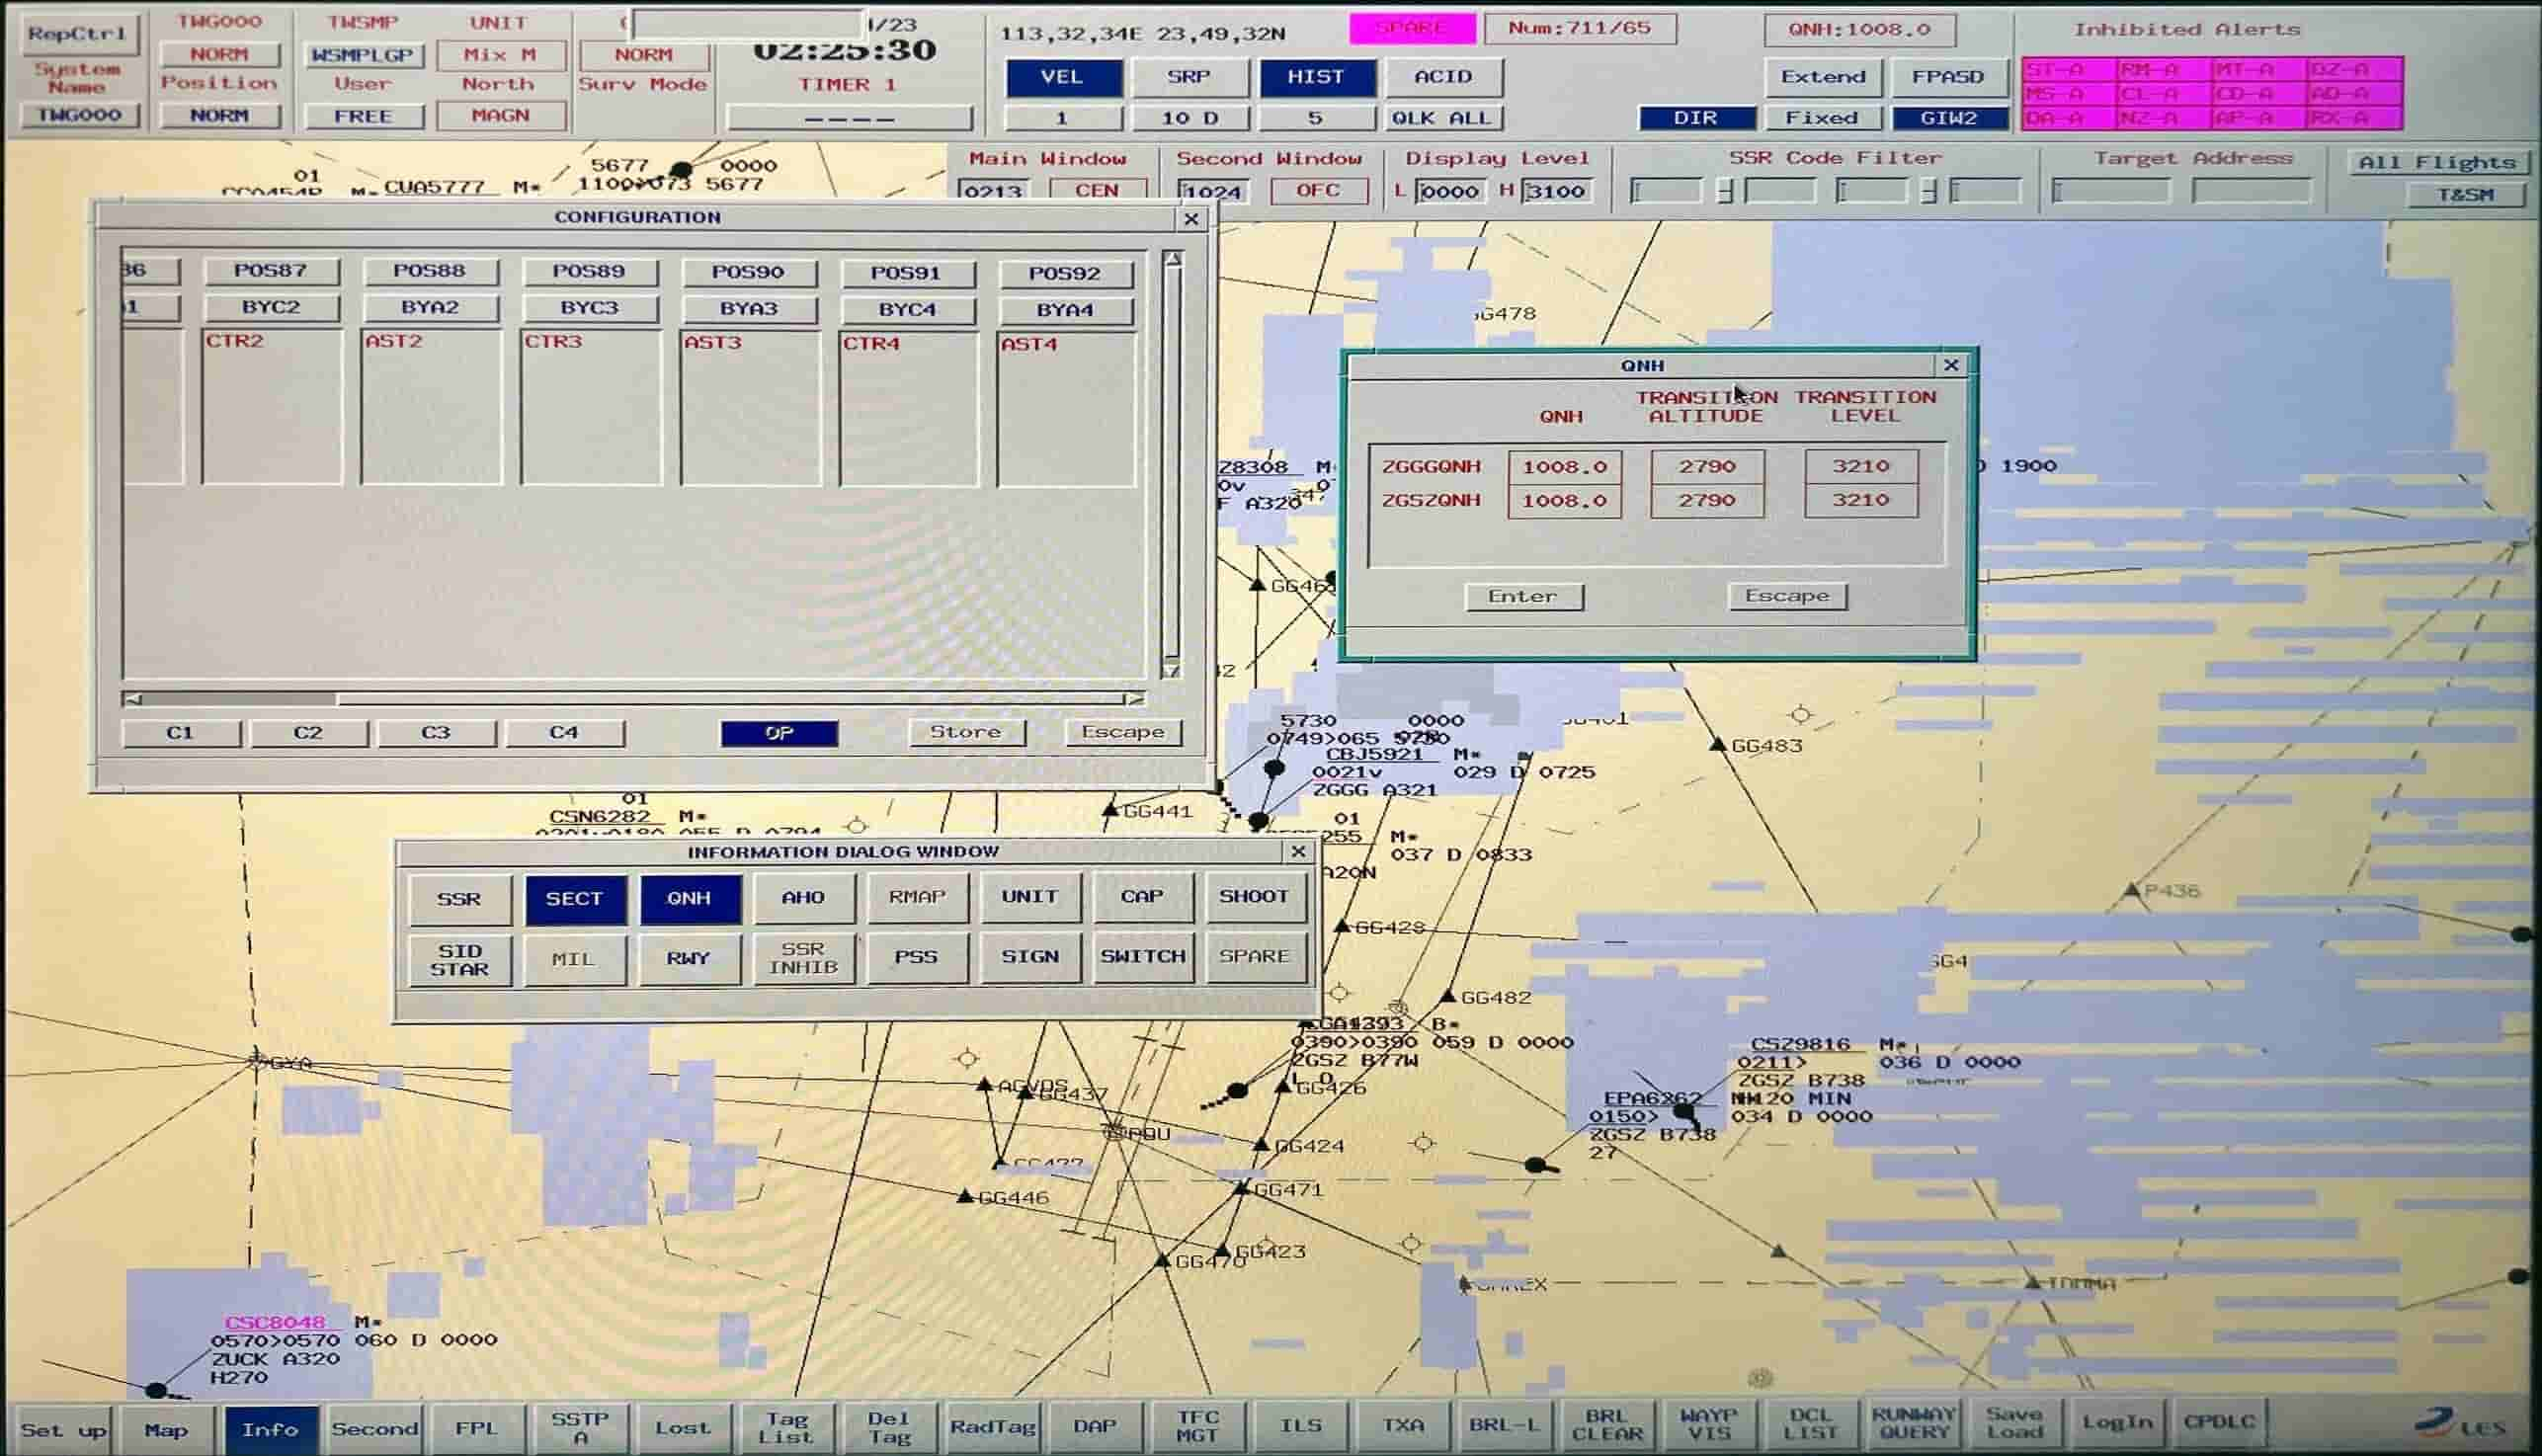 RepCtrl
System
Name
TWG000
TWG000
NORM
Position
NORM
TWSMP
WSMPLGP
User
FREE
UNIT
Mix M
North
MAGN
NORM
Surv Mode
/23
02:25:30
TIMER 1
----
113,32,34E 23,49,32N
SPARE
Num:711/65
QNH:1008.0
Inhibited Alerts
VEL SRP HIST ACID
1 10 D 5 QLK ALL
Extend FPASD
DIR Fixed GIW2
ST-A RM-A MT-A DZ-A
MS-A CL-A CD-A AD-A
DA-A NZ-A AP-A RX-A
Main Window
0213 CEN
Second Window
1024 OFC
Display Level
L 0000 H 3100
SSR Code Filter
Target Address
All Flights
T&SM
01
CUA5777 M*
5677 0000
1100>073 5677
CONFIGURATION
36 POS87 POS88 POS89 POS90 POS91 POS92
BYC2 BYA2 BYC3 BYA3 BYC4 BYA4
CTR2 AST2 CTR3 AST3 CTR4 AST4
C1 C2 C3 C4 OP Store Escape
QNH
TRANSITION TRANSITION
QNH ALTITUDE LEVEL
ZGGGQNH 1008.0 2790 3210
ZGSZQNH 1008.0 2790 3210
Enter Escape
Z8308 M
F A320
1900
5730 0000
0749>065
CBJ5921 M*
0021v 029 D 0725
ZGGG A321
GG483
GG441
01
CSN6282 M*
01
255 M*
037 D 0833
A20N
INFORMATION DIALOG WINDOW
SSR SECT QNH AHO RMAP UNIT CAP SHOOT
SID
STAR
MIL RWY
SSR
INHIB
PSS SIGN SWITCH SPARE
GG428
P436
GG482
B*
0390>0390 059 D 0000
ZGSZ B77W
GYA
GG437
GG426
POU
GG424
GG446
GG471
GG470
GG423
CSZ9816 M*
0211> 036 D 0000
ZGSZ B738
20 MIN
EPA6262
0150> 034 D 0000
ZGSZ B738
27
CSC8048 M*
0570>0570 060 D 0000
ZUCK A320
H270
Set up Map Info Second FPL
SSTP
A
Lost
Tag
List
Del
Tag
RadTag DAP
TFC
MGT
ILS TXA BRL-L
BRL
CLEAR
WAYP
VIS
DCL
LIST
RUNWAY
QUERY
Save
Load
LogIn CPDLC
LES